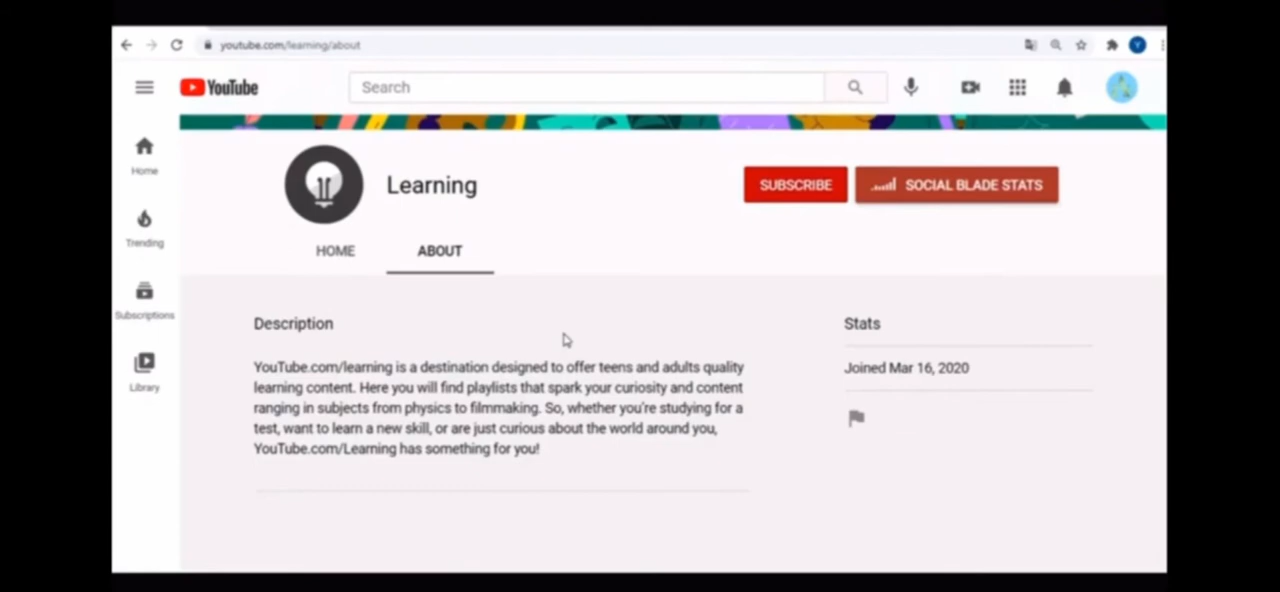 youtube.com/learning/about
YouTube
Search
Home
Trending
Subscriptions
Library
Learning
SUBSCRIBE
SOCIAL BLADE STATS
HOME
ABOUT
Description
YouTube.com/learning is a destination designed to offer teens and adults quality
learning content. Here you will find playlists that spark your curiosity and content
ranging in subjects from physics to filmmaking. So, whether you're studying for a
test, want to learn a new skill, or are just curious about the world around you,
YouTube.com/Learning has something for you!
Stats
Joined Mar 16, 2020